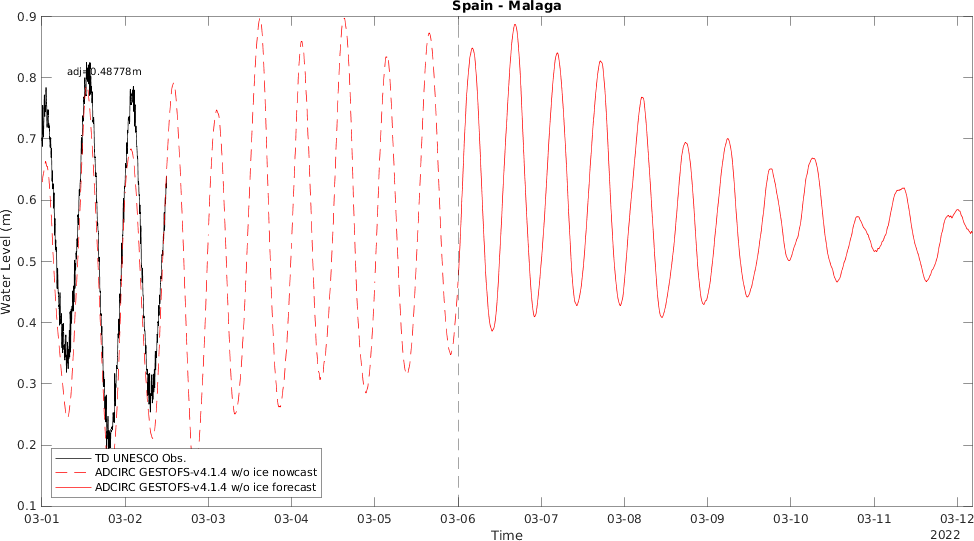 Spain - Malaga
0.9
0.8
0.7
0.6
0.5
0.4
0.3
0.2
0.1
Water Level (m)
adj=0.48778m
TD UNESCO Obs.
ADCIRC GESTOFS-v4.1.4 w/o ice nowcast
ADCIRC GESTOFS-v4.1.4 w/o ice forecast
03-01 03-02 03-03 03-04 03-05 03-06 03-07 03-08 03-09 03-10 03-11 03-12
Time 2022